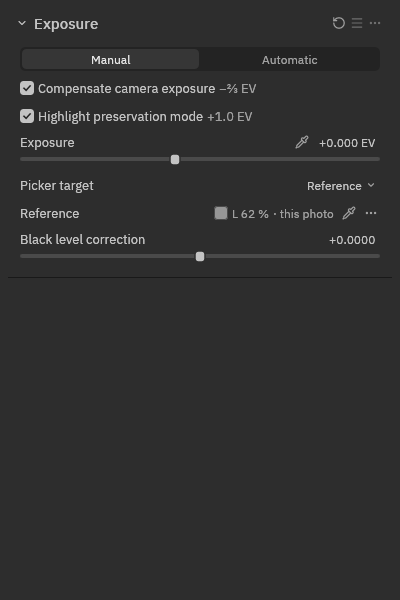 Exposure
Manual Automatic
Compensate camera exposure −⅔ EV
Highlight preservation mode +1.0 EV
Exposure +0.000 EV
Picker target Reference
Reference L 62 % · this photo
Black level correction +0.0000